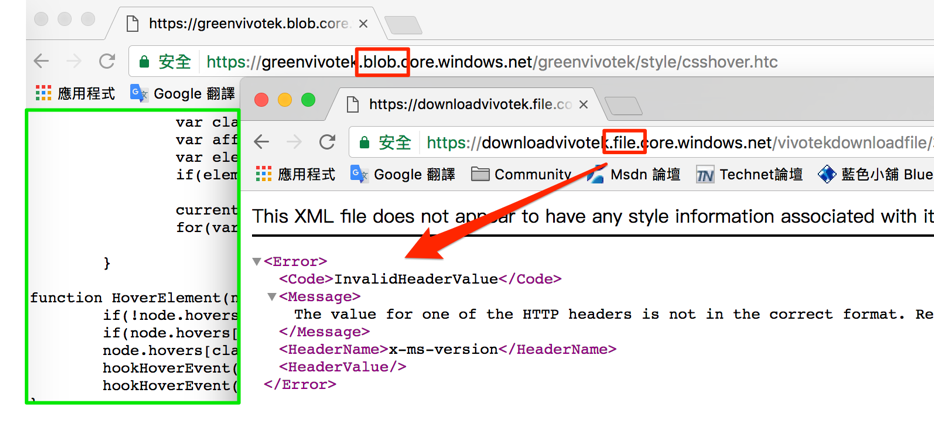 https://greenvivotek.blob.core.
安全 https://greenvivotek.blob.core.windows.net/greenvivotek/style/csshover.htc
應用程式 Google 翻譯
var cla
var aff
var ele
if(elem
current
for(var
}
function HoverElement(n
if(!node.hovers
if(node.hovers[
node.hovers[cla
hookHoverEvent(
hookHoverEvent(
}
https://downloadvivotek.file.co
安全 https://downloadvivotek.file.core.windows.net/vivotekdownloadfile/
應用程式 Google 翻譯 Community Msdn 論壇 TN Technet論壇 藍色小舖 Blue
This XML file does not appear to have any style information associated with it
<Error>
<Code>InvalidHeaderValue</Code>
<Message>
The value for one of the HTTP headers is not in the correct format. Re
</Message>
<HeaderName>x-ms-version</HeaderName>
<HeaderValue/>
</Error>